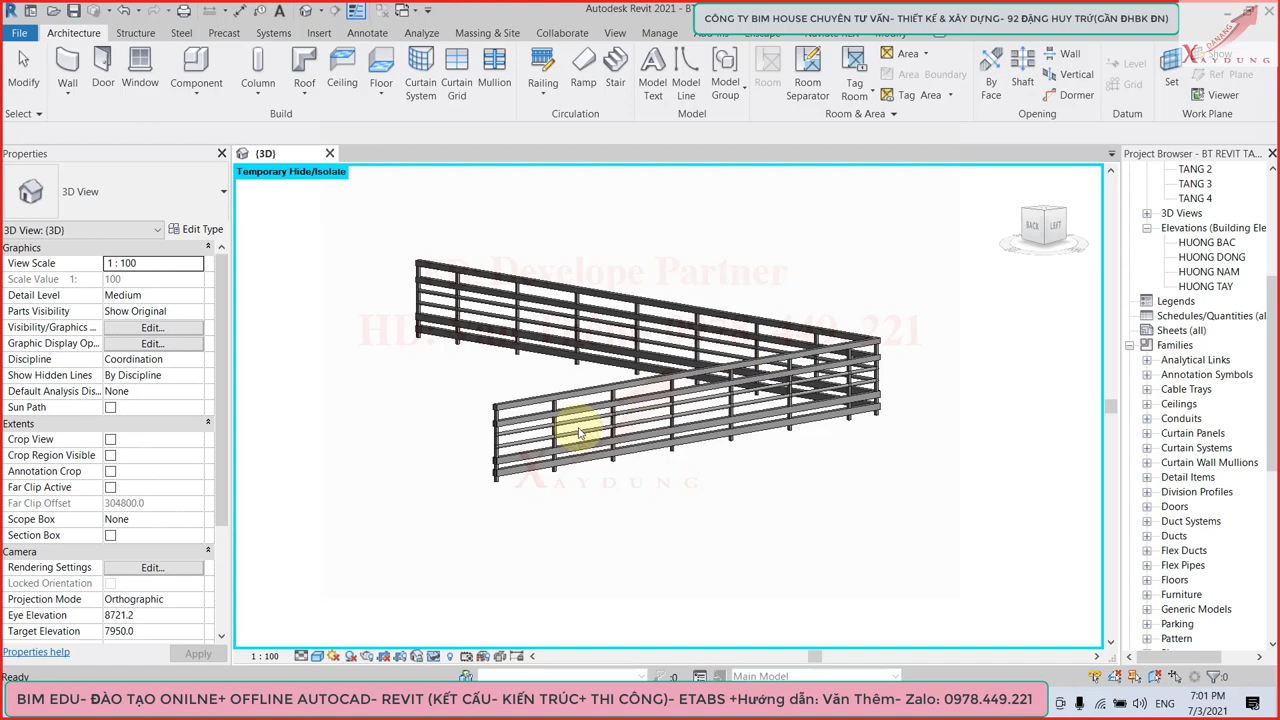 Autodesk Revit 2021 - BT
CÔNG TY BIM HOUSE CHUYÊN TƯ VẤN- THIẾT KẾ & XÂY DỰNG- 92 ĐẶNG HUY TRỨ(GẦN ĐHBK ĐN)
XAYDUNG
DANANG
File Architecture Structure Steel Precast Systems Insert Annotate Analyze Massing & Site Collaborate View Manage
Modify Wall Door Window Component Column Roof Ceiling Floor Curtain System Curtain Grid Mullion Railing Ramp Stair Model Text Model Line Model Group Room Room Separator Tag Room Area Area Boundary Tag Area By Face Shaft Wall Vertical Dormer Level Grid Set Show Ref Plane Viewer
Select Build Circulation Model Room & Area Opening Datum Work Plane
Properties
(3D)
Project Browser - BT REVIT TA...
3D View
Temporary Hide/Isolate
BACK LEFT
3D View: {3D} Edit Type
Graphics
View Scale 1 : 100
Scale Value 1: 100
Detail Level Medium
Parts Visibility Show Original
Visibility/Graphics ... Edit...
Graphic Display Op... Edit...
Discipline Coordination
Show Hidden Lines By Discipline
Default Analysis Dis... None
Sun Path
Extents
Crop View
Crop Region Visible
Annotation Crop
Far Clip Active
Far Clip Offset 304800.0
Scope Box None
Section Box
Camera
Rendering Settings Edit...
Locked Orientation
Projection Mode Orthographic
Eye Elevation 8721.2
Target Elevation 7950.0
Properties help Apply
Develope Partner
XAYDUNG
TANG 2
TANG 3
TANG 4
3D Views
Elevations (Building Ele
HUONG BAC
HUONG DONG
HUONG NAM
HUONG TAY
Legends
Schedules/Quantities (al
Sheets (all)
Families
Analytical Links
Annotation Symbols
Cable Trays
Ceilings
Conduits
Curtain Panels
Curtain Systems
Curtain Wall Mullions
Detail Items
Division Profiles
Doors
Duct Systems
Ducts
Flex Ducts
Flex Pipes
Floors
Furniture
Generic Models
Parking
Pattern
1 : 100
Ready
:0
Main Model
:0
BIM EDU- ĐÀO TẠO ONILNE+ OFFLINE AUTOCAD- REVIT (KẾT CẤU- KIẾN TRÚC+ THI CÔNG)- ETABS +Hướng dẫn: Văn Thêm- Zalo: 0978.449.221
ENG
7:01 PM
7/3/2021